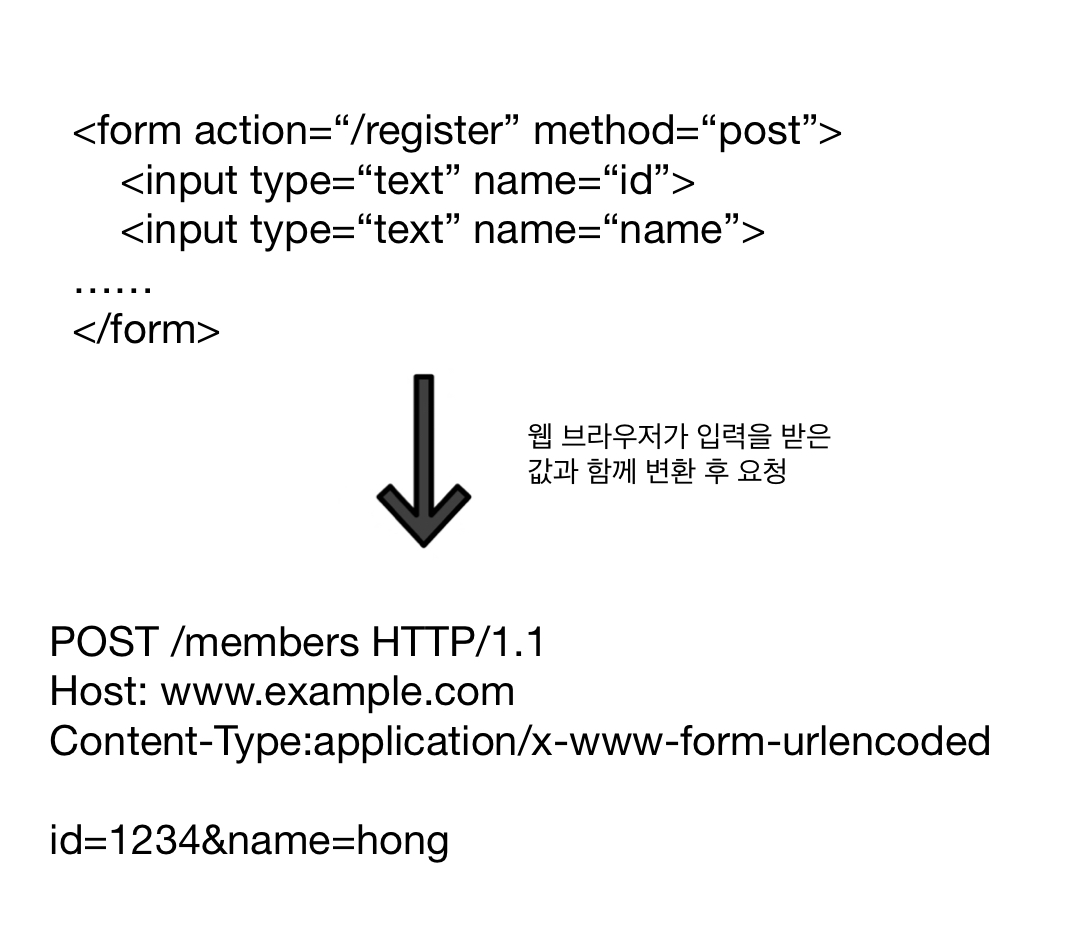 <form action=“/register” method=“post”>
<input type=“text” name=“id”>
<input type=“text” name=“name”>
……
</form>
웹 브라우저가 입력을 받은
값과 함께 변환 후 요청
POST /members HTTP/1.1
Host: www.example.com
Content-Type:application/x-www-form-urlencoded
id=1234&name=hong